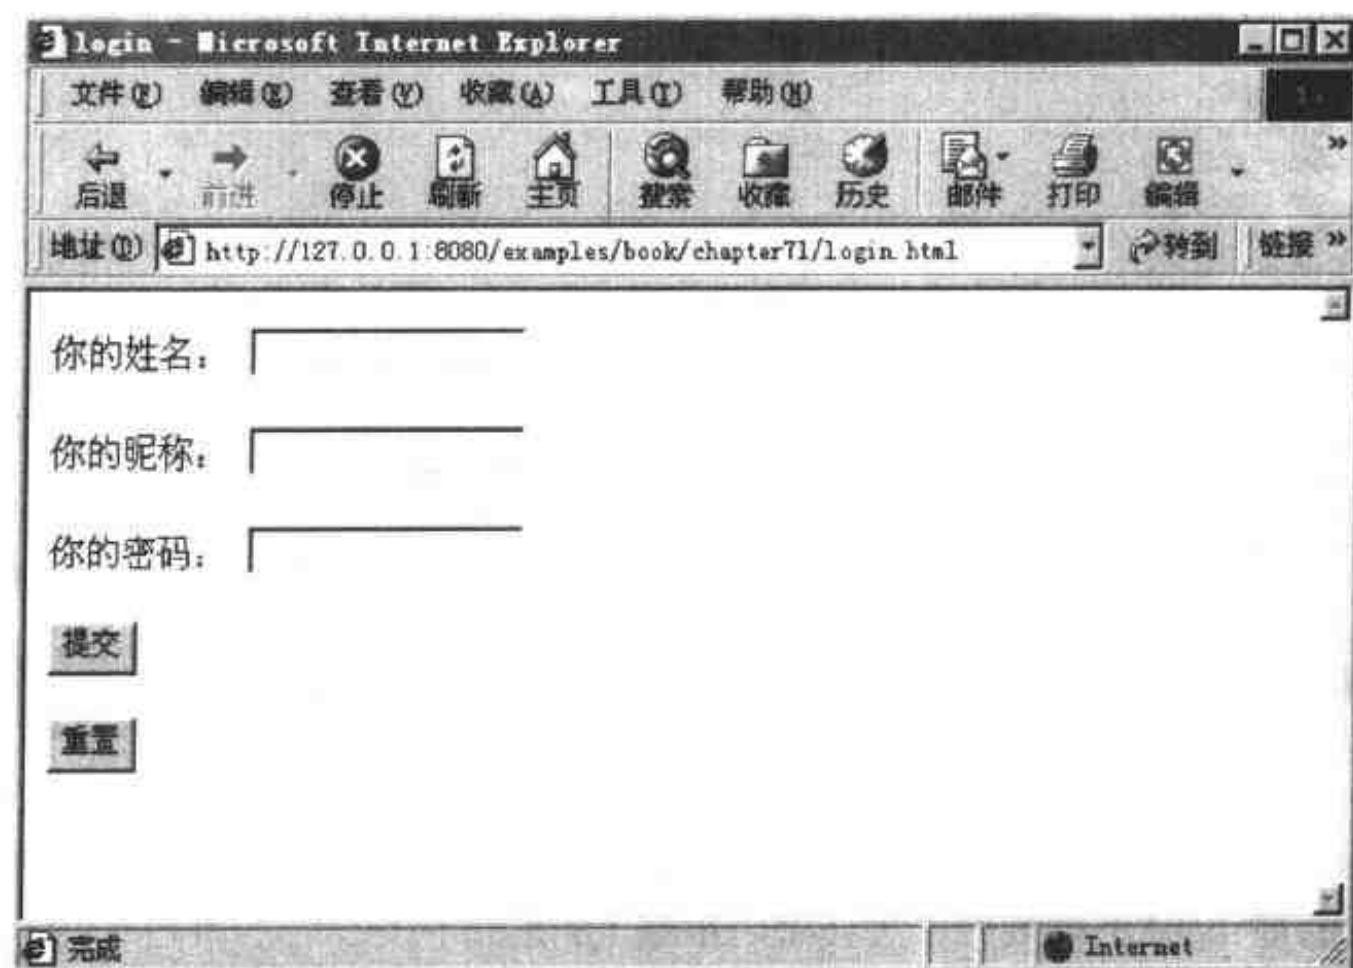 login - Microsoft Internet Explorer
文件(F) 编辑(E) 查看(V) 收藏(A) 工具(T) 帮助(H)
后退 前进 停止 刷新 主页 搜索 收藏 历史 邮件 打印 编辑 »
地址(D) http://127.0.0.1:8080/examples/book/chapter71/login.html 转到 链接 »
你的姓名：
你的昵称：
你的密码：
提交
重置
完成 Internet